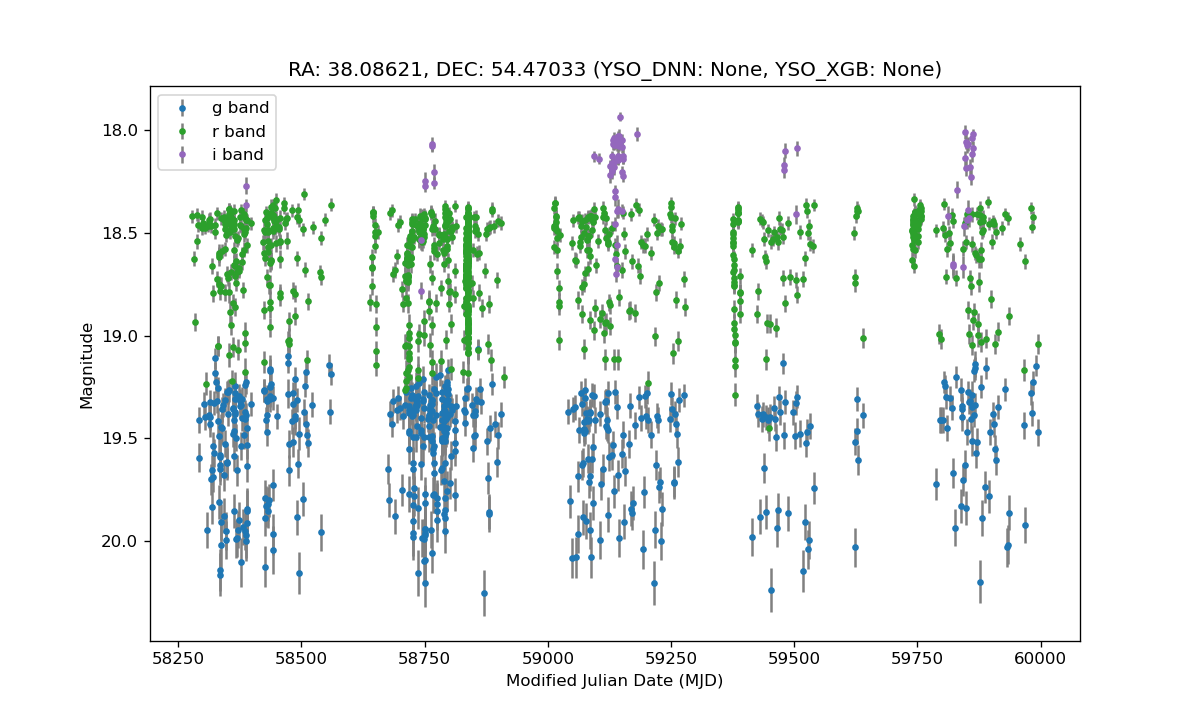 RA: 38.08621, DEC: 54.47033 (YSO_DNN: None, YSO_XGB: None)
g band
r band
i band
18.0
18.5
19.0
19.5
20.0
Magnitude
58250 58500 58750 59000 59250 59500 59750 60000
Modified Julian Date (MJD)